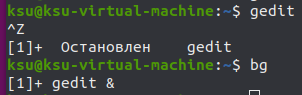 ksu@ksu-virtual-machine:~$ gedit
^Z
[1]+  Остановлен    gedit
ksu@ksu-virtual-machine:~$ bg
[1]+ gedit &